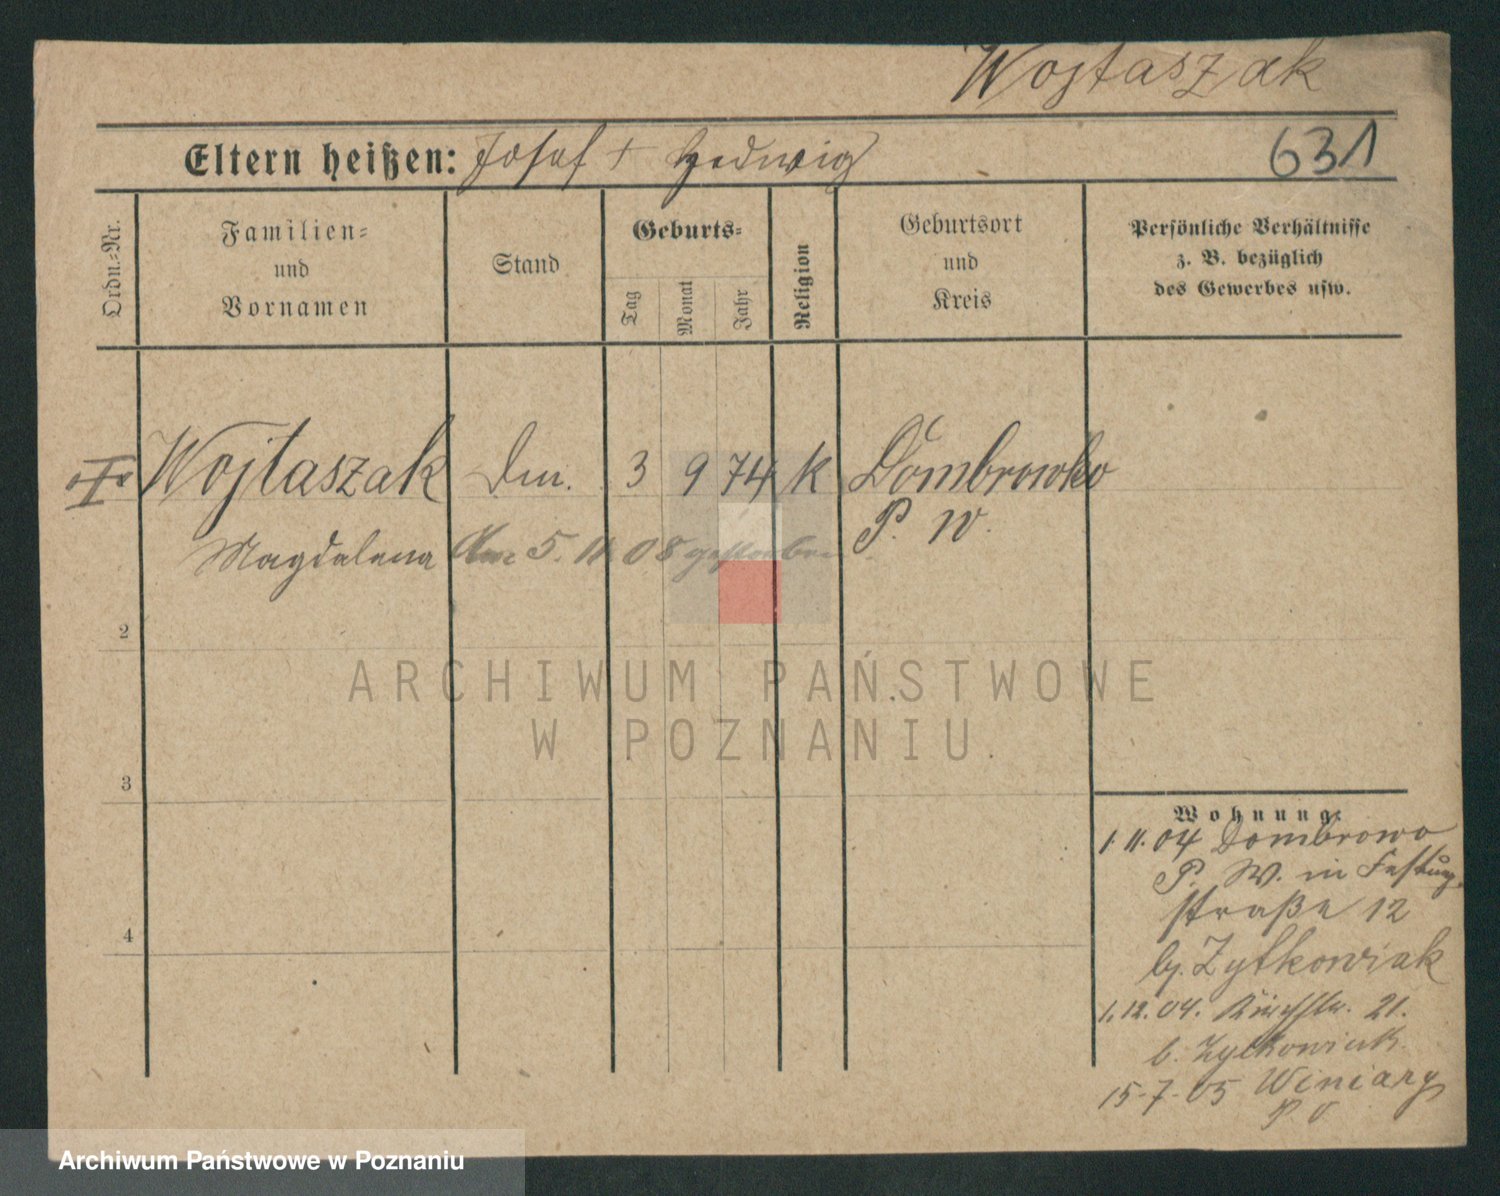 Wojtaszak
Eltern heißen: Josef + Hedwig 631
Ordn.-Nr.
Familien-
und
Vornamen
Stand
Geburts-
Tag
Monat
Jahr
Religion
Geburtsort
und
Kreis
Persönliche Verhältnisse
z. B. bezüglich
des Gewerbes usw.
Wojtaszak 3 9 74 k Dombrowko
P. W.
Magdalena 5. 11. 08 gestorben
2
3
4
Wohnung:
1. 11. 04 Dombrowo
P. W. in Festung
straße 12
b. Zytkowiak
1. 12. 04. Kirchstr. 21.
b. Zytkowiak
15-7-05 Winiary
P. O
ARCHIWUM PAŃSTWOWE
W POZNANIU
Archiwum Państwowe w Poznaniu